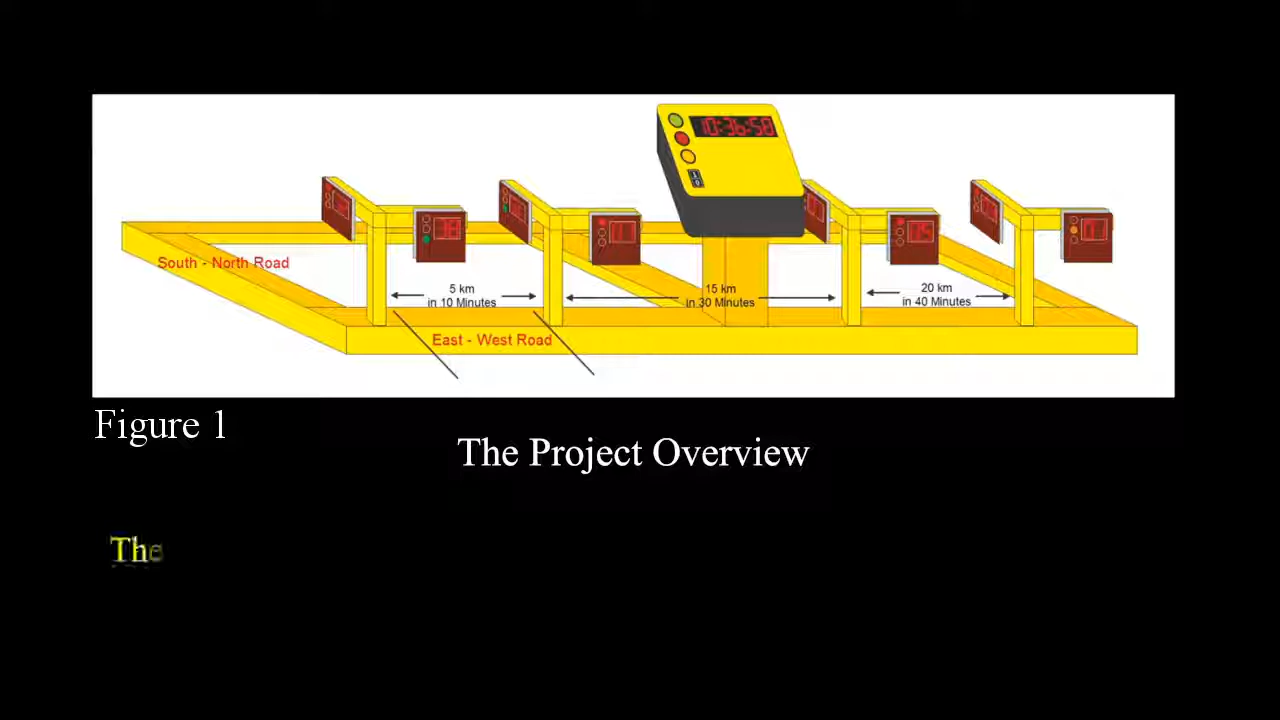 10:36:58
South - North Road
5 km
in 10 Minutes
15 km
in 30 Minutes
20 km
in 40 Minutes
East - West Road
Figure 1
The Project Overview
The